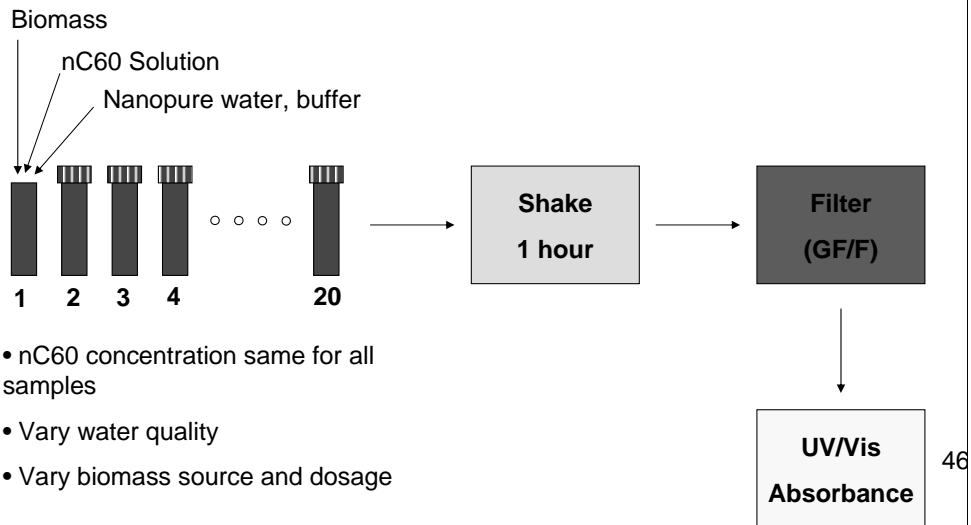 Biomass
nC60 Solution
Nanopure water, buffer
1 2 3 4 20
Shake
1 hour
Filter
(GF/F)
• nC60 concentration same for all
samples
• Vary water quality
• Vary biomass source and dosage
UV/Vis
Absorbance
46